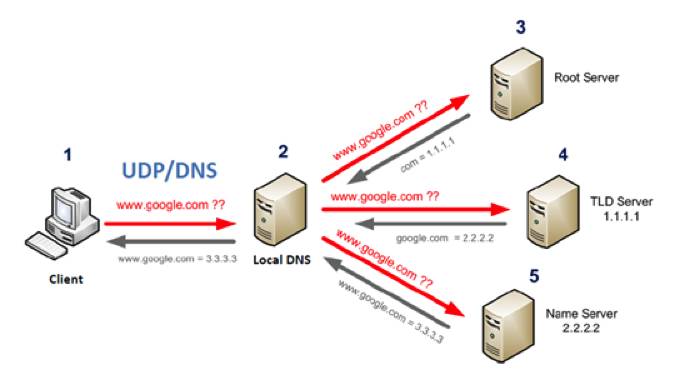 3
Root Server
www.google.com ??
com = 1.1.1.1
1
UDP/DNS
2
4
www.google.com ??
www.google.com ??
TLD Server
1.1.1.1
google.com = 2.2.2.2
www.google.com = 3.3.3.3
Local DNS
Client
www.google.com ??
www.google.com = 3.3.3.3
5
Name Server
2.2.2.2